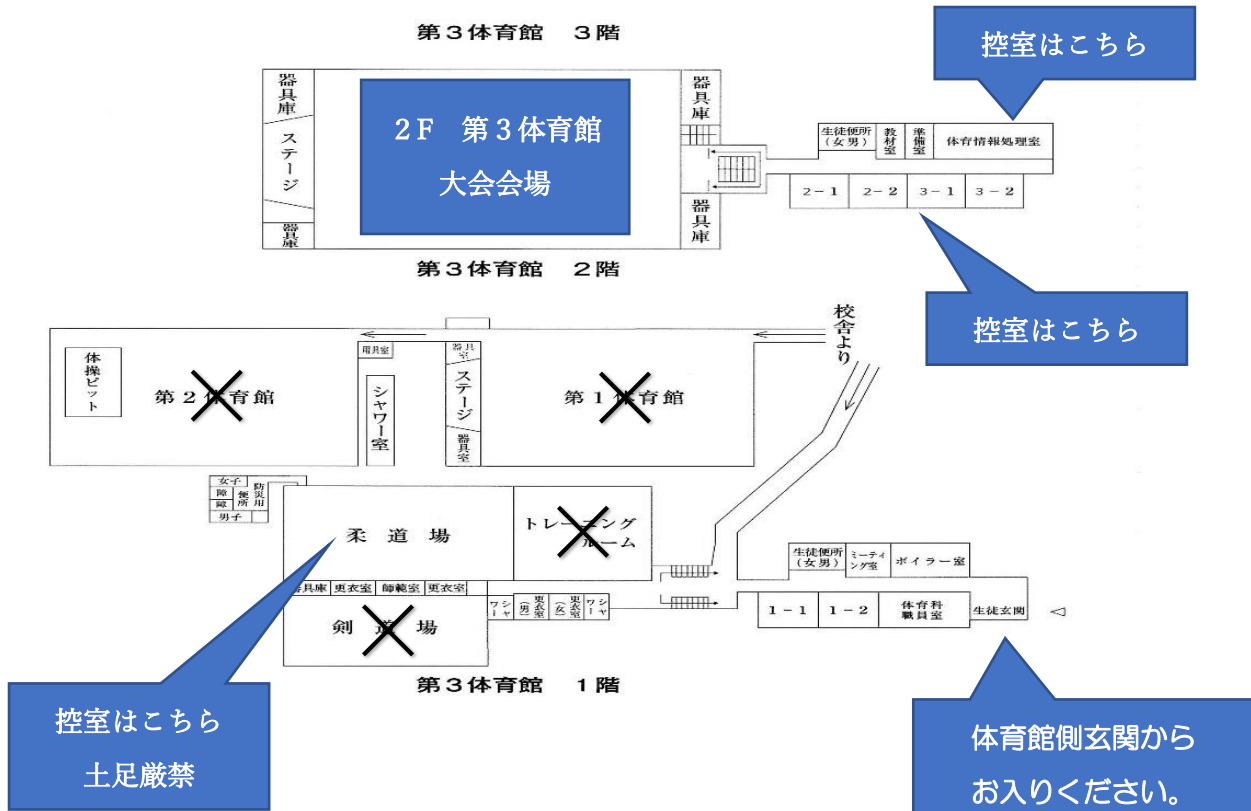 第３体育館　３階
控室はこちら
器具庫
ステージ
器具庫
２Ｆ　第３体育館
大会会場
器具庫
器具庫
生徒便所
（女男）
教材室
準備室
体育情報処理室
２－１
２－２
３－１
３－２
第３体育館　２階
控室はこちら
校舎より
体操ピット
第２体育館
用具室
シャワー室
器具室
ステージ
器具室
第１体育館
女子
障
障
男子
便所
防災用
柔道場
トレーニング
ルーム
器具庫
更衣室
師範室
更衣室
剣道場
シャワ
更衣室（男）
更衣室（女）
シャワ
生徒便所
（女男）
ミーティ
ング室
ボイラー室
１－１
１－２
体育科
職員室
生徒玄関
第３体育館　１階
控室はこちら
土足厳禁
体育館側玄関から
お入りください。